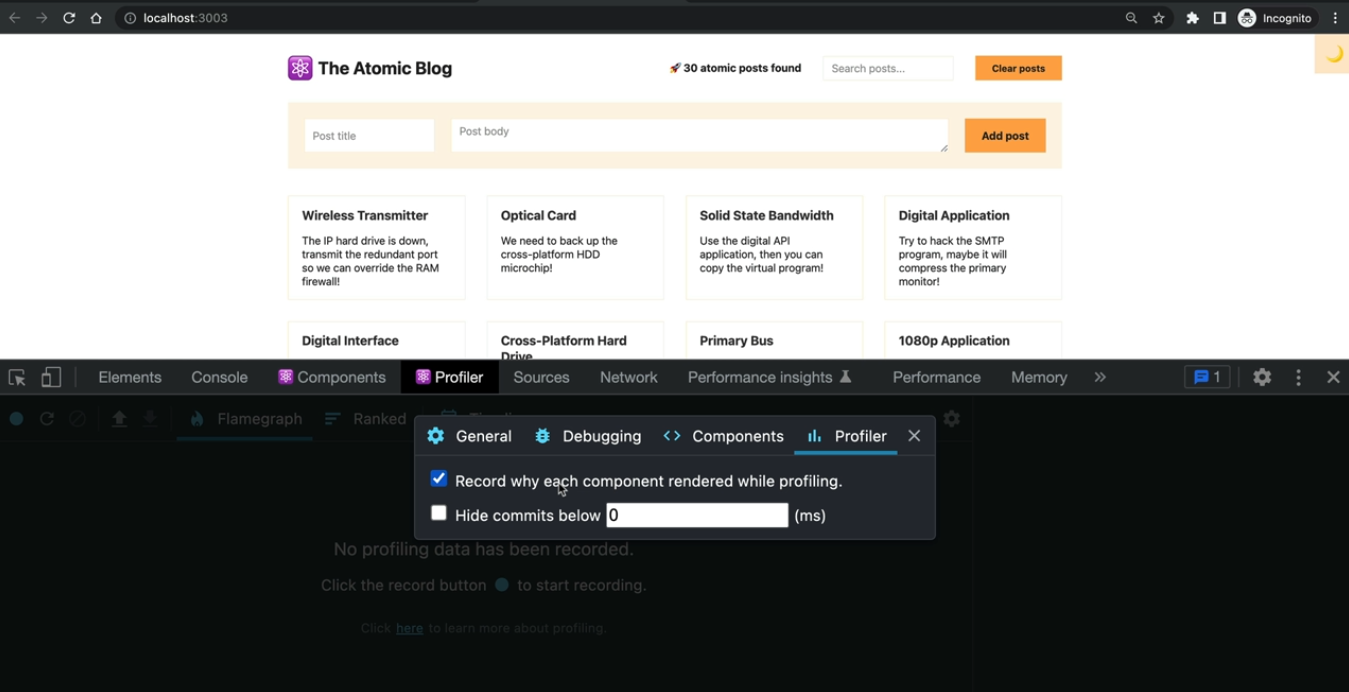 localhost:3003
Incognito
The Atomic Blog
🚀 30 atomic posts found
Search posts...
Clear posts
Post title
Post body
Add post
Wireless Transmitter
The IP hard drive is down,
transmit the redundant port
so we can override the RAM
firewall!
Optical Card
We need to back up the
cross-platform HDD
microchip!
Solid State Bandwidth
Use the digital API
application, then you can
copy the virtual program!
Digital Application
Try to hack the SMTP
program, maybe it will
compress the primary
monitor!
Digital Interface
Cross-Platform Hard
Drive
Primary Bus
1080p Application
Elements
Console
Components
Profiler
Sources
Network
Performance insights
Performance
Memory
1
Flamegraph
Ranked
General
Debugging
Components
Profiler
Record why each component rendered while profiling.
Hide commits below 0 (ms)
No profiling data has been recorded.
Click the record button to start recording.
Click here to learn more about profiling.